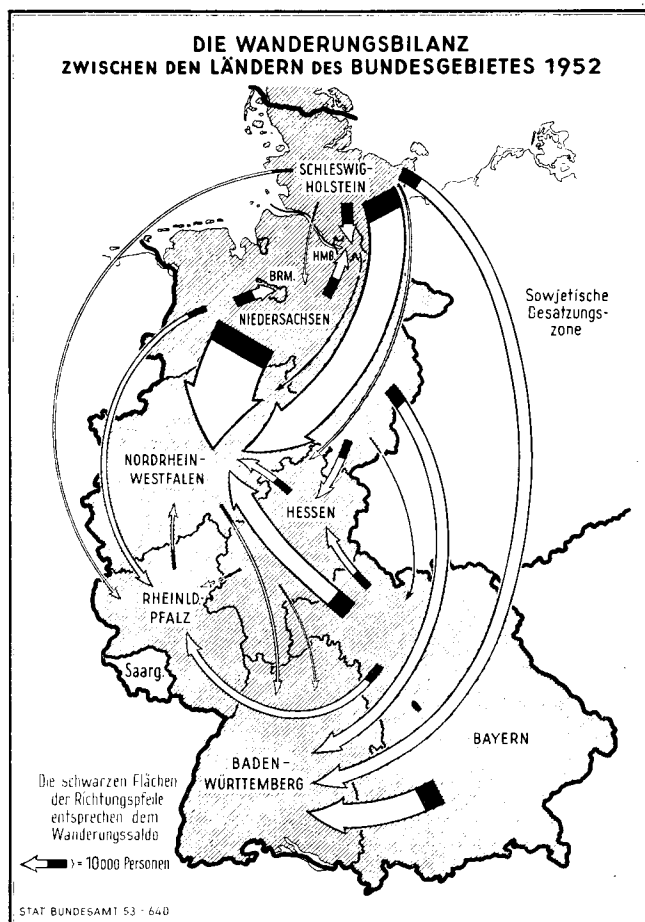 DIE WANDERUNGSBILANZ
ZWISCHEN DEN LÄNDERN DES BUNDESGEBIETES 1952
SCHLESWIG-
HOLSTEIN
HMB.
BRM.
NIEDERSACHSEN
Sowjetische
Besatzungs-
zone
NORDRHEIN-
WESTFALEN
HESSEN
RHEINLD-
PFALZ
Saarg.
BADEN-
WÜRTTEMBERG
BAYERN
Die schwarzen Flächen
der Richtungspfeile
entsprechen dem
Wanderungssaldo
= 10000 Personen
STAT BUNDESAMT 53 - 640